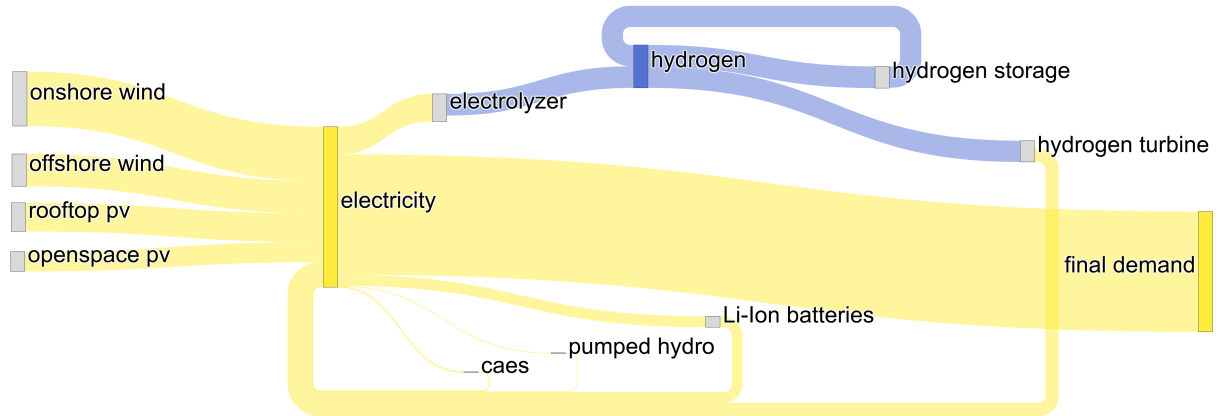 hydrogen
hydrogen storage
onshore wind
electrolyzer
hydrogen turbine
offshore wind
electricity
rooftop pv
openspace pv
final demand
Li-Ion batteries
pumped hydro
caes